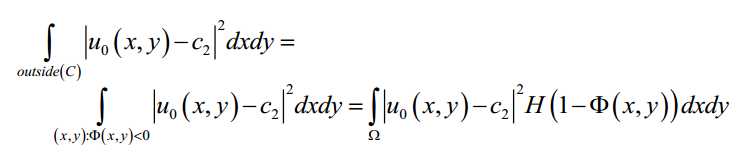 ∫_{outside(C)} |u₀(x, y) − c₂|² dxdy =
∫_{(x,y):Φ(x,y)<0} |u₀(x, y) − c₂|² dxdy = ∫_Ω |u₀(x, y) − c₂|² H(1 − Φ(x, y)) dxdy